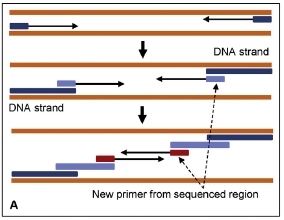 DNA strand
DNA strand
New primer from sequenced region
A